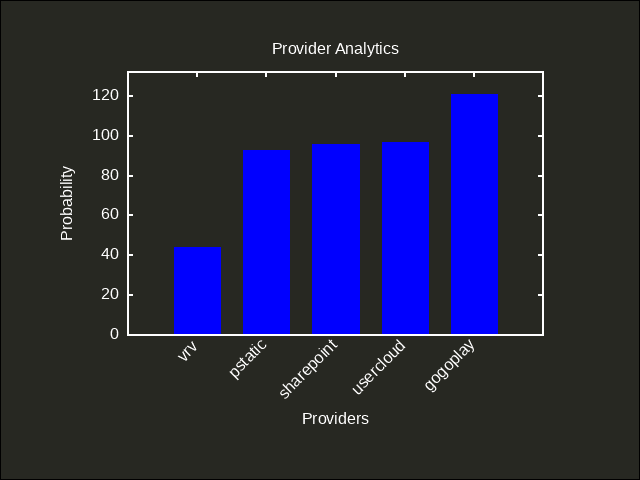 Provider Analytics
120
100
80
60
40
20
0
Probability
vrv
pstatic
sharepoint
usercloud
gogoplay
Providers